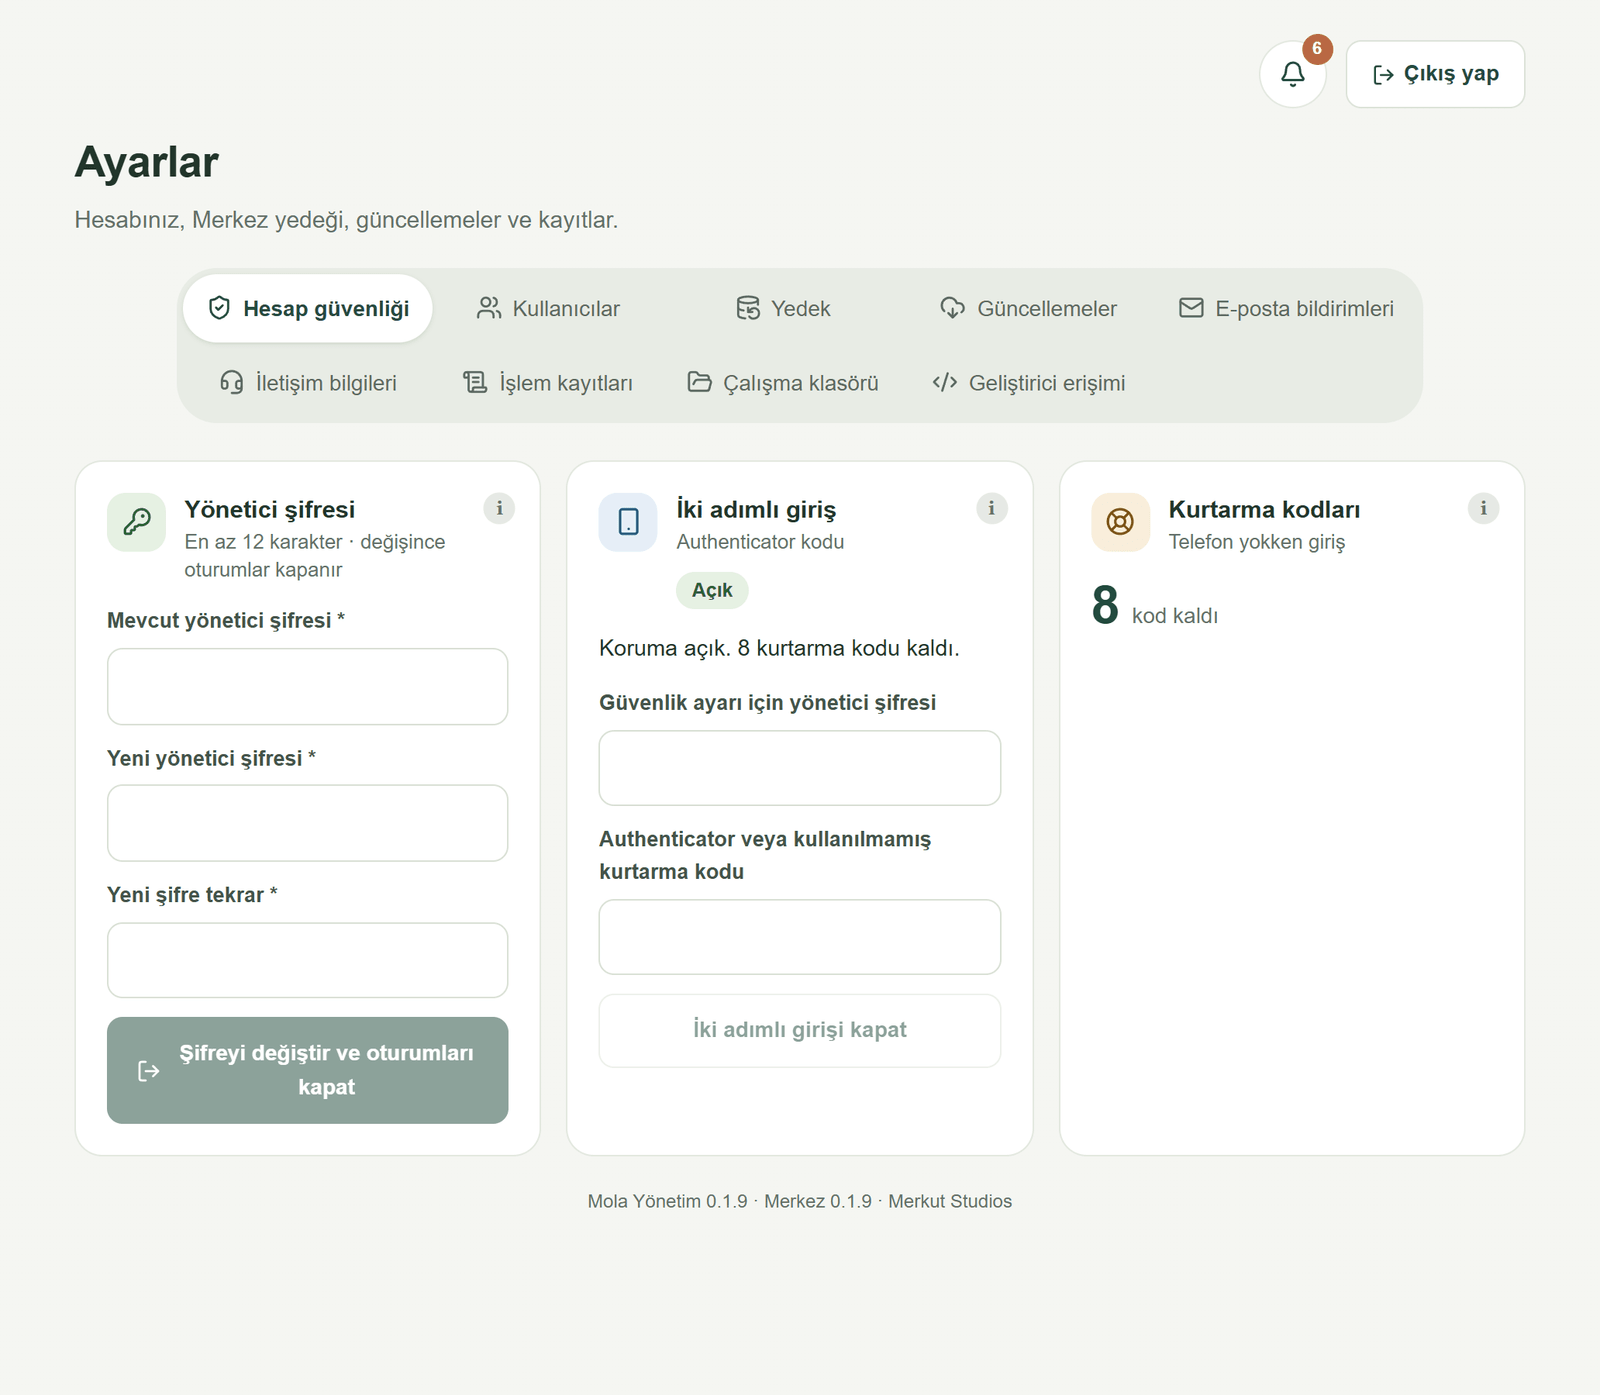 6
Çıkış yap
Ayarlar
Hesabınız, Merkez yedeği, güncellemeler ve kayıtlar.
Hesap güvenliği
Kullanıcılar
Yedek
Güncellemeler
E-posta bildirimleri
İletişim bilgileri
İşlem kayıtları
Çalışma klasörü
Geliştirici erişimi
Yönetici şifresi
i
En az 12 karakter · değişince
oturumlar kapanır
Mevcut yönetici şifresi *
Yeni yönetici şifresi *
Yeni şifre tekrar *
Şifreyi değiştir ve oturumları
kapat
İki adımlı giriş
i
Authenticator kodu
Açık
Koruma açık. 8 kurtarma kodu kaldı.
Güvenlik ayarı için yönetici şifresi
Authenticator veya kullanılmamış
kurtarma kodu
İki adımlı girişi kapat
Kurtarma kodları
i
Telefon yokken giriş
8 kod kaldı
Mola Yönetim 0.1.9 · Merkez 0.1.9 · Merkut Studios